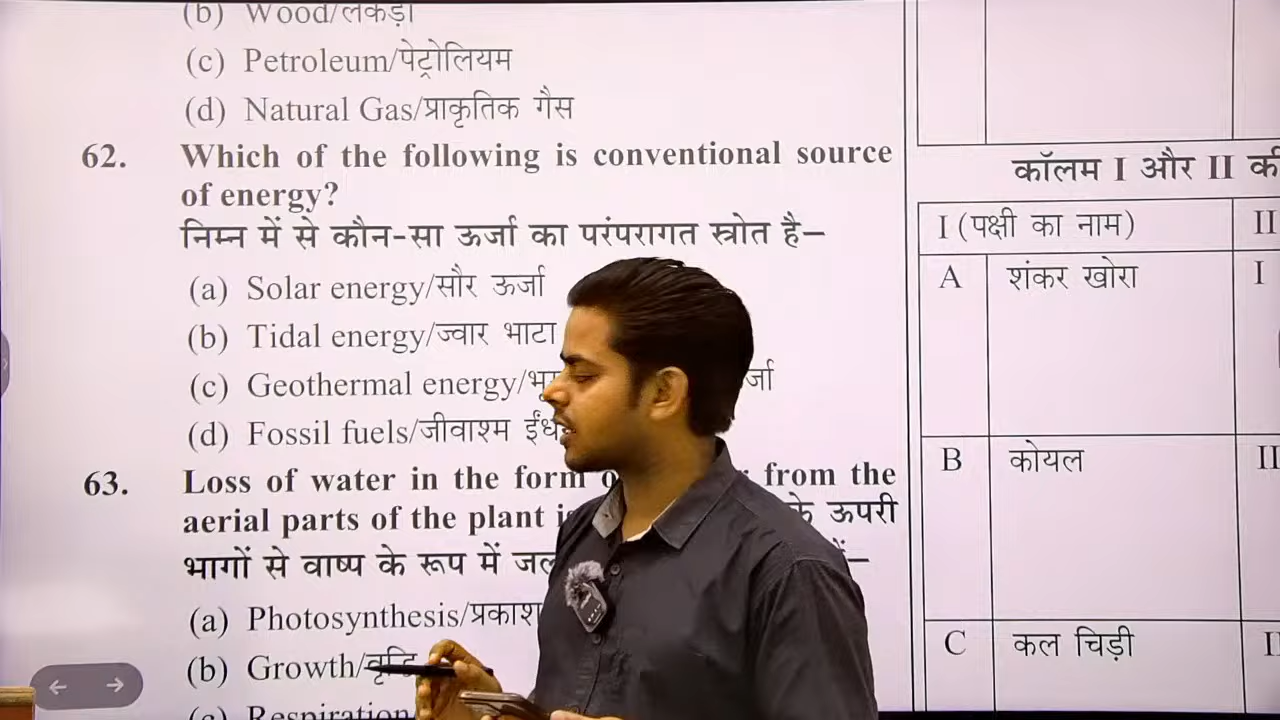 (b) Wood/लकड़ी
(c) Petroleum/पेट्रोलियम
(d) Natural Gas/प्राकृतिक गैस
62. Which of the following is conventional source
of energy?
निम्न में से कौन-सा ऊर्जा का परंपरागत स्त्रोत है–
(a) Solar energy/सौर ऊर्जा
(b) Tidal energy/ज्वार भाटा
(c) Geothermal energy/
(d) Fossil fuels/जीवाश्म
63. Loss of water in the form from the
aerial parts of the plant के ऊपरी
भागों से वाष्प के रूप में
(a) Photosynthesis/
(b) Growth/वृद्धि
(c) Respiration
कॉलम I और II की
I (पक्षी का नाम) II
A शंकर खोरा I
B कोयल II
C कल चिड़ी